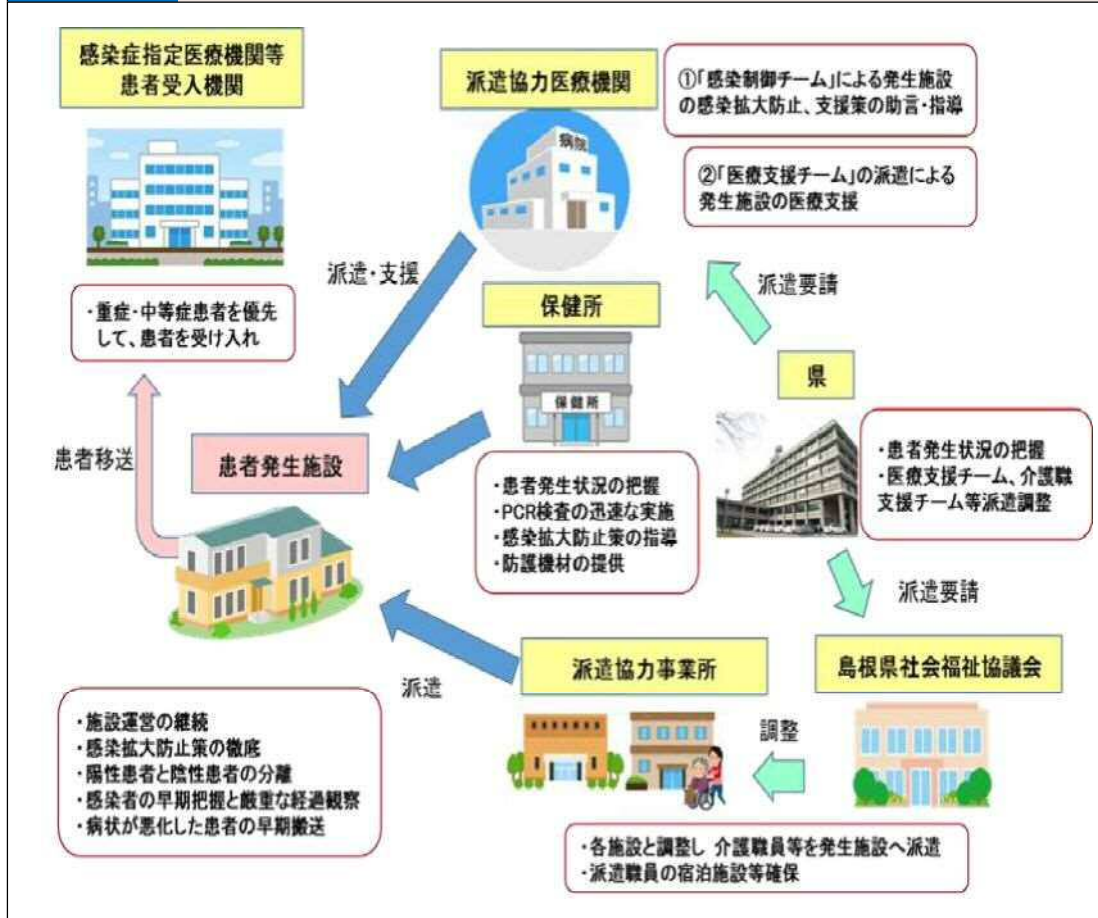 感染症指定医療機関等
患者受入機関
・重症・中等症患者を優先
して、患者を受け入れ
派遣協力医療機関
病院
①「感染制御チーム」による発生施設
の感染拡大防止、支援策の助言・指導
②「医療支援チーム」の派遣による
発生施設の医療支援
派遣・支援
派遣要請
保健所
保健所
・患者発生状況の把握
・PCR検査の迅速な実施
・感染拡大防止策の指導
・防護機材の提供
県
・患者発生状況の把握
・医療支援チーム、介護職
支援チーム等派遣調整
患者移送
患者発生施設
・施設運営の継続
・感染拡大防止策の徹底
・陽性患者と陰性患者の分離
・感染者の早期把握と厳重な経過観察
・病状が悪化した患者の早期搬送
派遣要請
派遣
派遣協力事業所
調整
島根県社会福祉協議会
・各施設と調整し 介護職員等を発生施設へ派遣
・派遣職員の宿泊施設等確保